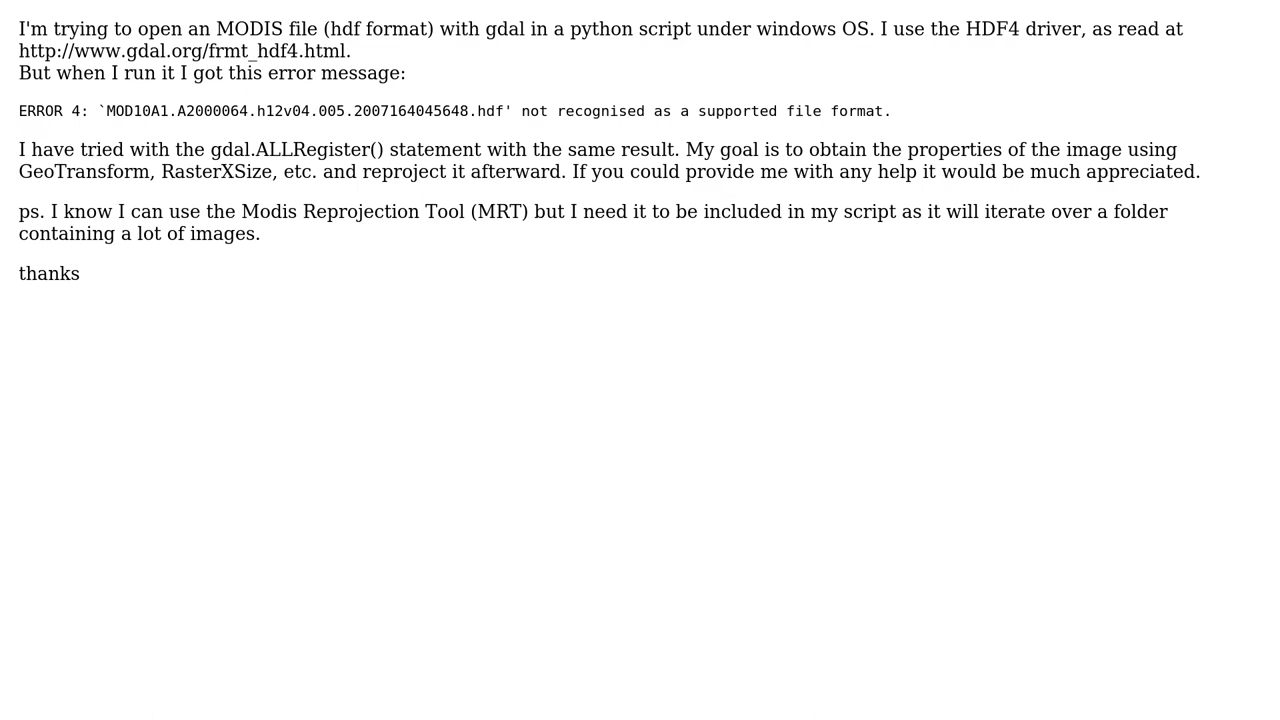 I'm trying to open an MODIS file (hdf format) with gdal in a python script under windows OS. I use the HDF4 driver, as read at
http://www.gdal.org/frmt_hdf4.html.
But when I run it I got this error message:
ERROR 4: `MOD10A1.A2000064.h12v04.005.2007164045648.hdf' not recognised as a supported file format.
I have tried with the gdal.ALLRegister() statement with the same result. My goal is to obtain the properties of the image using
GeoTransform, RasterXSize, etc. and reproject it afterward. If you could provide me with any help it would be much appreciated.
ps. I know I can use the Modis Reprojection Tool (MRT) but I need it to be included in my script as it will iterate over a folder
containing a lot of images.
thanks